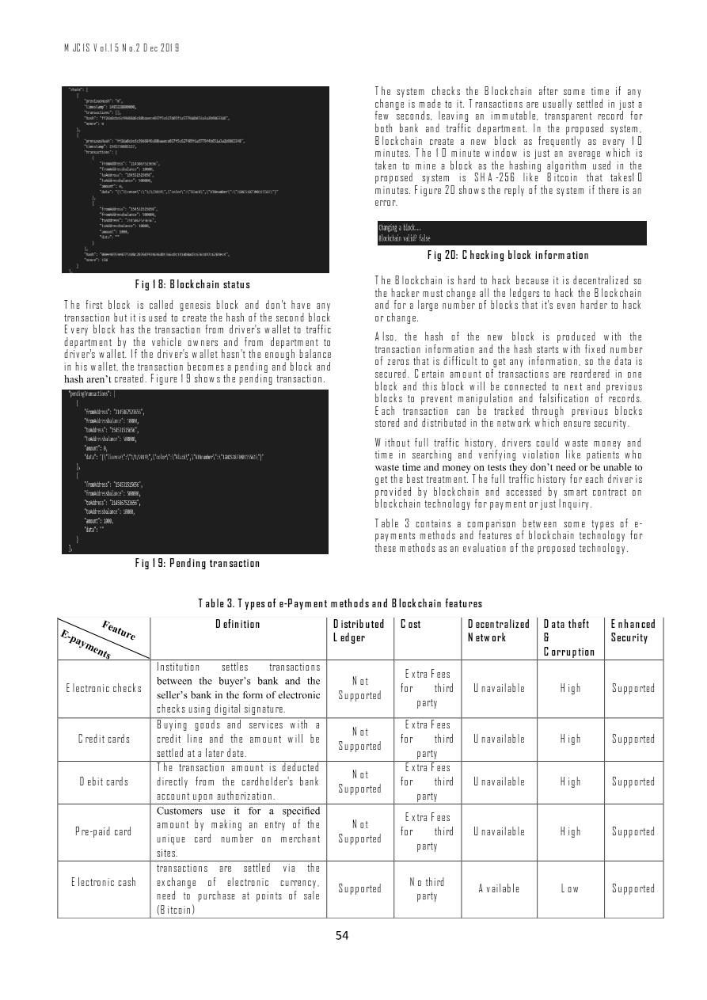 MJCIS Vol.15 No.2 Dec 2019
"chain": [
{
"previousHash": "0",
"timestamp": 1483228800000,
"transactions": [],
"nonce": 0
},
{
"timestamp": 1545736883127,
"transactions": [
{
"fromAddress": "2145867523656",
"fromAddressbalance": 10000,
"toAddress": "154531515656",
"toAddressbalance": 500000,
"amount": 0,
"data": "{\"license\":\"1/1/2019\",\"color\":\"Black\",\"VINnumber\":\"1GNCS18Z3M0115561\"}"
},
{
"fromAddress": "154531515656",
"fromAddressbalance": 500000,
"toAddress": "2145867523656",
"toAddressbalance": 10000,
"amount": 1000,
"data": ""
}
],
"nonce": 134
}
],
Fig18: Blockchain status
The first block is called genesis block and don't have any
transaction but it is used to create the hash of the second block
Every block has the transaction from driver's wallet to traffic
department by the vehicle owners and from department to
driver's wallet. If the driver's wallet hasn't the enough balance
in his wallet, the transaction becomes a pending and block and
hash aren’t created. Figure 19 shows the pending transaction.
"pendingTransactions": [
{
"fromAddress": "2145867523656",
"fromAddressbalance": 10000,
"toAddress": "154531515656",
"toAddressbalance": 500000,
"amount": 0,
"data": "{\"license\":\"1/1/2019\",\"color\":\"Black\",\"VINnumber\":\"1GNCS18Z3M0115561\"}"
},
{
"fromAddress": "154531515656",
"fromAddressbalance": 500000,
"toAddress": "2145867523656",
"toAddressbalance": 10000,
"amount": 1000,
"data": ""
}
],
Fig19: Pending transaction
The system checks the Blockchain after some time if any
change is made to it. Transactions are usually settled in just a
few seconds, leaving an immutable, transparent record for
both bank and traffic department. In the proposed system,
Blockchain create a new block as frequently as every 10
minutes. The 10 minute window is just an average which is
taken to mine a block as the hashing algorithm used in the
proposed system is SHA-256 like Bitcoin that takes10
minutes. Figure 20 shows the reply of the system if there is an
error.
Changing a block...
Blockchain valid? false
Fig 20: Checking block information
The Blockchain is hard to hack because it is decentralized so
the hacker must change all the ledgers to hack the Blockchain
and for a large number of blocks that it's even harder to hack
or change.
Also, the hash of the new block is produced with the
transaction information and the hash starts with fixed number
of zeros that is difficult to get any information, so the data is
secured. Certain amount of transactions are reordered in one
block and this block will be connected to next and previous
blocks to prevent manipulation and falsification of records.
Each transaction can be tracked through previous blocks
stored and distributed in the network which ensure security.
Without full traffic history, drivers could waste money and
time in searching and verifying violation like patients who
waste time and money on tests they don’t need or be unable to
get the best treatment. The full traffic history for each driver is
provided by blockchain and accessed by smart contract on
blockchain technology for payment or just Inquiry.
Table 3 contains a comparison between some types of e-
payments methods and features of blockchain technology for
these methods as an evaluation of the proposed technology.
Table 3. Types of e-Payment methods and Blockchain features
Feature
E-payments
Definition
Distributed
Ledger
Cost
Decentralized
Network
Data theft
&
Corruption
Enhanced
Security
Electronic checks
Institution settles transactions
between the buyer’s bank and the
seller’s bank in the form of electronic
checks using digital signature.
Not
Supported
Extra Fees
for third
party
Unavailable
High
Supported
Credit cards
Buying goods and services with a
credit line and the amount will be
settled at a later date.
Not
Supported
Extra Fees
for third
party
Unavailable
High
Supported
Debit cards
The transaction amount is deducted
directly from the cardholder's bank
account upon authorization.
Not
Supported
Extra Fees
for third
party
Unavailable
High
Supported
Pre-paid card
Customers use it for a specified
amount by making an entry of the
unique card number on merchant
sites.
Not
Supported
Extra Fees
for third
party
Unavailable
High
Supported
Electronic cash
transactions are settled via the
exchange of electronic currency,
need to purchase at points of sale
(Bitcoin)
Supported
No third
party
Available
Low
Supported
54